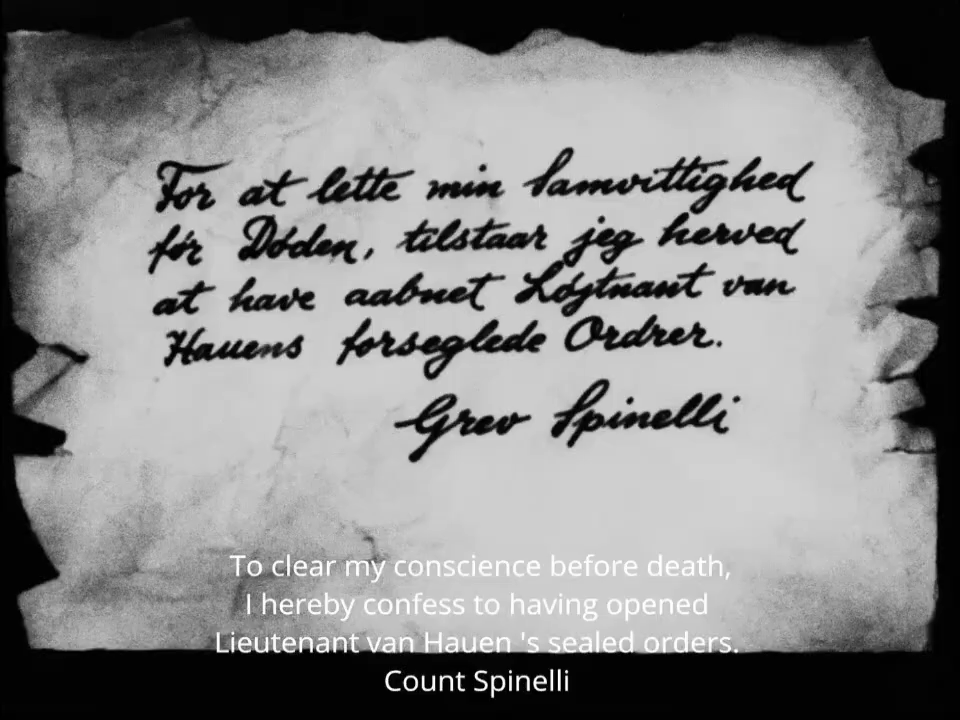 For at lette min Samvittighed
før Døden, tilstaar jeg herved
at have aabnet Løjtnant van
Hauens forseglede Ordrer.
Grev Spinelli
To clear my conscience before death,
I hereby confess to having opened
Lieutenant van Hauen 's sealed orders.
Count Spinelli